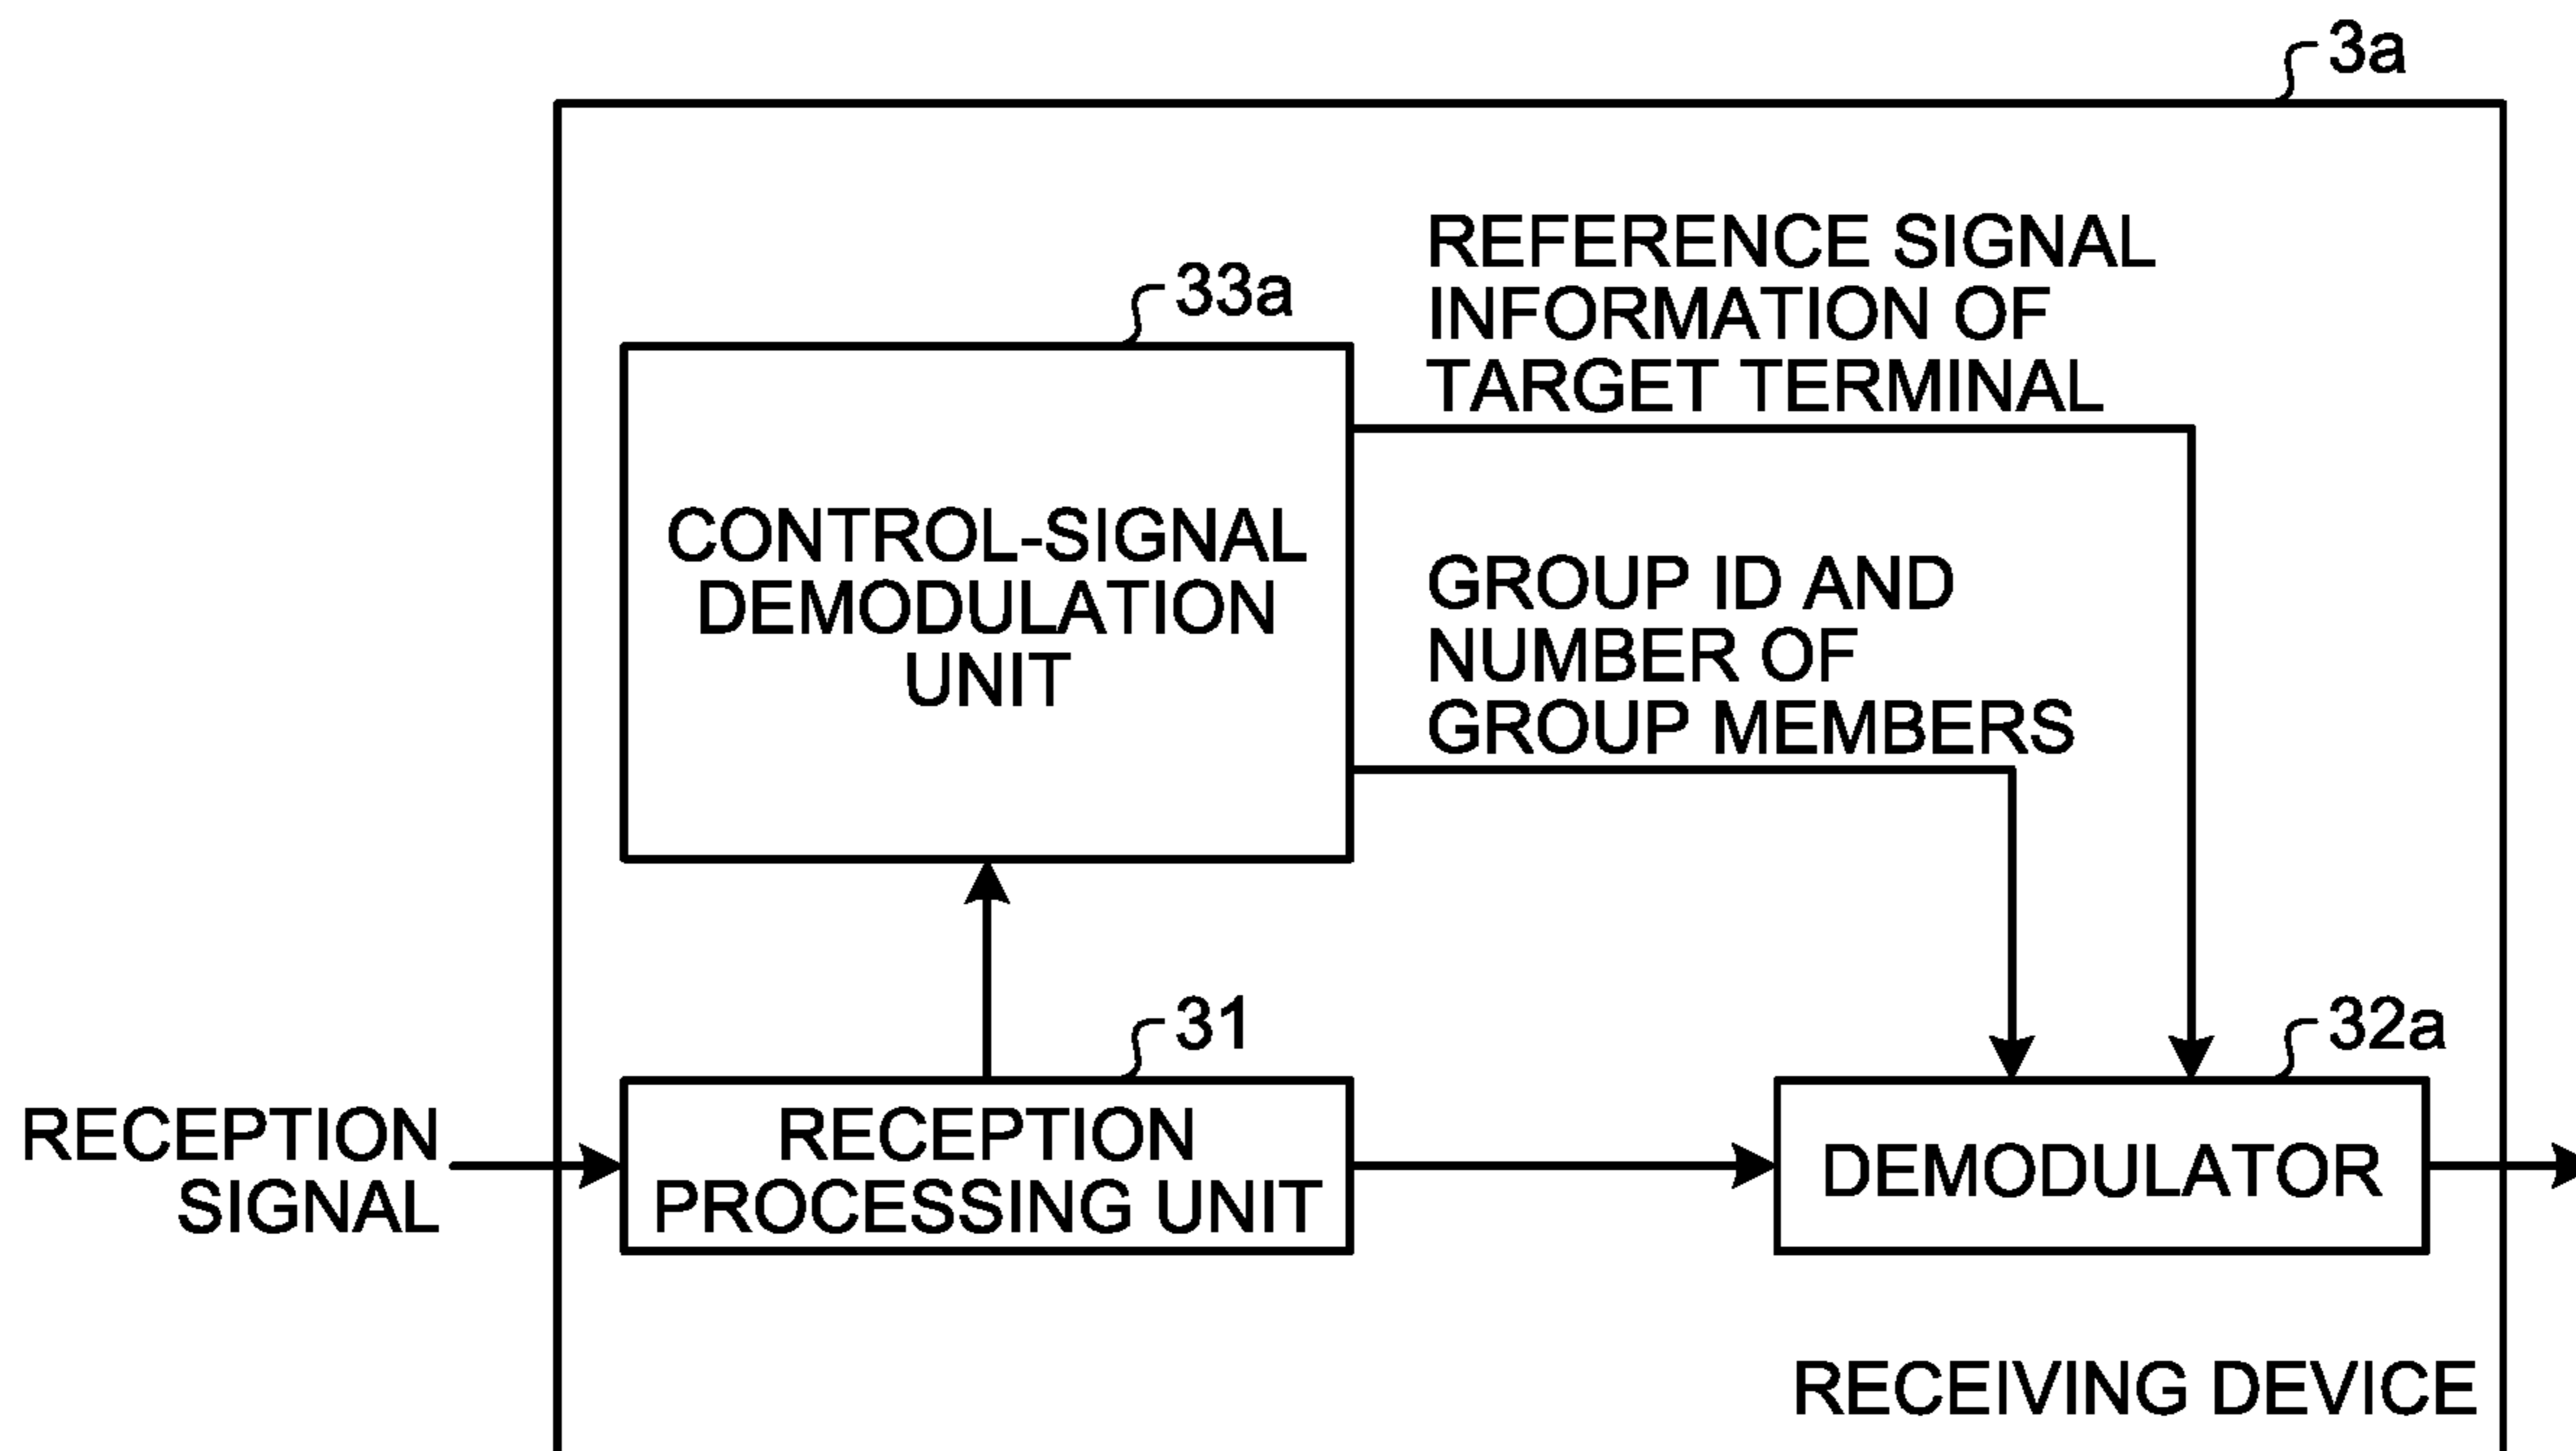 3a
REFERENCE SIGNAL
INFORMATION OF
TARGET TERMINAL
33a
CONTROL-SIGNAL
DEMODULATION
UNIT
GROUP ID AND
NUMBER OF
GROUP MEMBERS
31
32a
RECEPTION
SIGNAL
RECEPTION
PROCESSING UNIT
DEMODULATOR
RECEIVING DEVICE